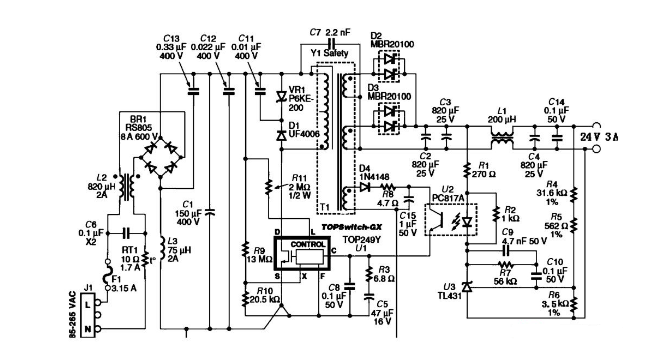 C7 2.2 nF
Y1 Safety
C13
0.33 µF
400 V
C12
0.022 µF
400 V
C11
0.01 µF
400 V
D2
MBR20100
VR1
P6KE-
200
D1
UF4006
D3
MBR20100
C3
820 µF
25 V
L1
200 µH
C14
0.1 µF
50 V
24 V 3 A
BR1
RS805
8 A 600 V
L2
820 µH
2A
R11
2 MΩ
1/2 W
T1
D4
1N4148
R8
4.7 Ω
C2
820 µF
25 V
C4
820 µF
25 V
R1
270 Ω
U2
PC817A
R2
1 kΩ
R4
31.6 kΩ
1%
C1
150 µF
400 V
C15
1 µF
50 V
TOPSwitch-GX
TOP249Y
U1
D
L
CONTROL
C
S
X
F
C9
4.7 nF 50 V
R5
562 Ω
1%
C6
0.1 µF
X2
RT1
10 Ω
1.7 A
t°
L3
75 µH
2A
R9
13 MΩ
R3
6.8 Ω
R7
56 kΩ
C10
0.1 µF
50 V
F1
3.15 A
J1
L
N
85-265 VAC
R10
20.5 kΩ
C8
0.1 µF
50 V
C5
47 µF
16 V
U3
TL431
R6
1%